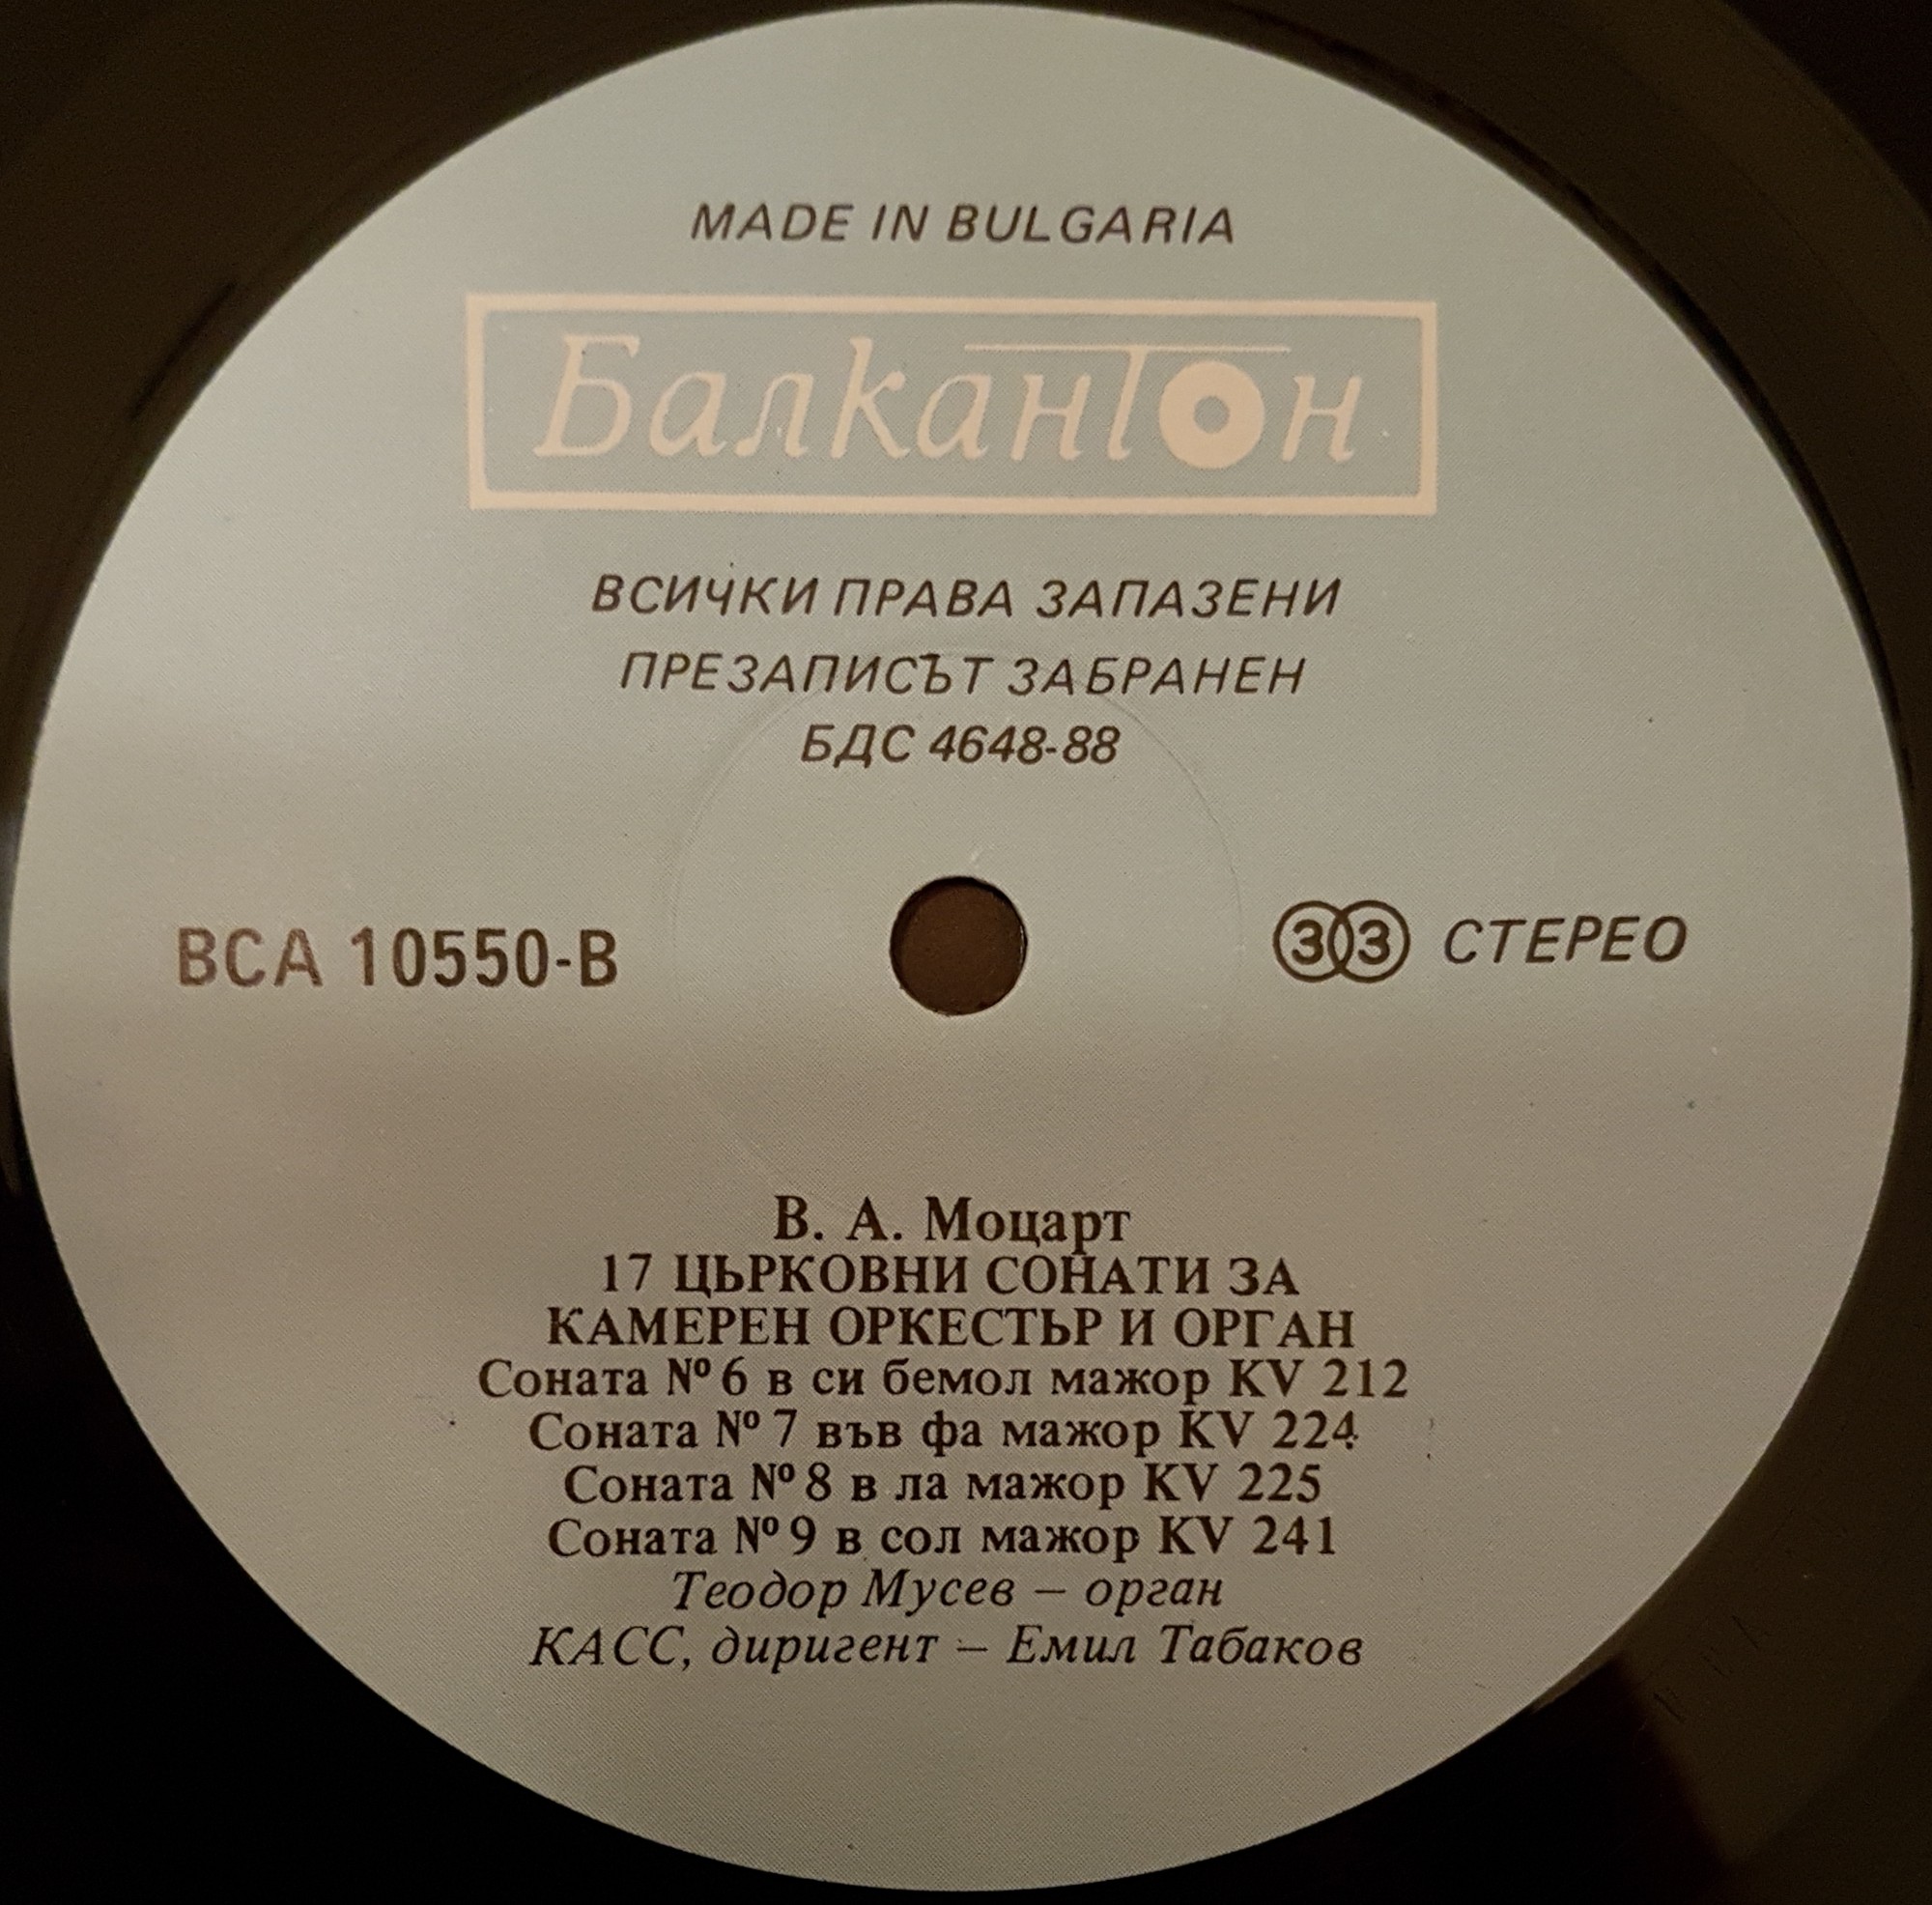 MADE IN BULGARIA
Балкантон
ВСИЧКИ ПРАВА ЗАПАЗЕНИ
ПРЕЗАПИСЪТ ЗАБРАНЕН
БДС 4648-88
ВСА 10550-В
33 СТЕРЕО
В. А. Моцарт
17 ЦЬРКОВНИ СОНАТИ ЗА
КАМЕРЕН ОРКЕСТЬР И ОРГАН
Соната № 6 в си бемол мажор KV 212
Соната № 7 във фа мажор KV 224
Соната № 8 в ла мажор KV 225
Соната № 9 в сол мажор KV 241
Теодор Мусев – орган
КАСС, диригент – Емил Табаков